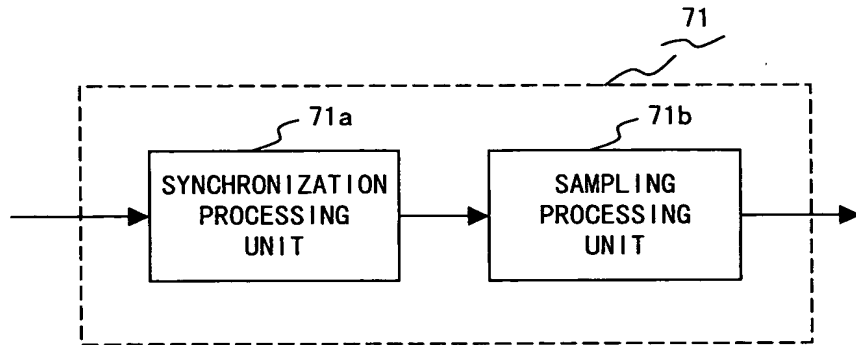 71
71a
71b
SYNCHRONIZATION
PROCESSING
UNIT
SAMPLING
PROCESSING
UNIT